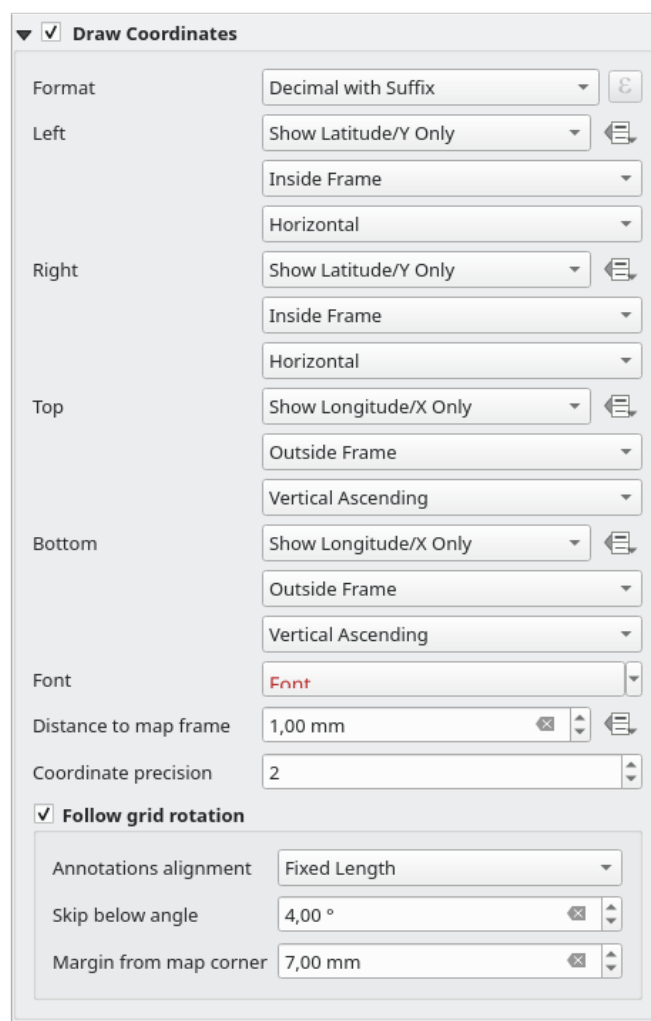 Draw Coordinates
Format Decimal with Suffix ε
Left Show Latitude/Y Only
Inside Frame
Horizontal
Right Show Latitude/Y Only
Inside Frame
Horizontal
Top Show Longitude/X Only
Outside Frame
Vertical Ascending
Bottom Show Longitude/X Only
Outside Frame
Vertical Ascending
Font Font
Distance to map frame 1,00 mm
Coordinate precision 2
Follow grid rotation
Annotations alignment Fixed Length
Skip below angle 4,00 °
Margin from map corner 7,00 mm